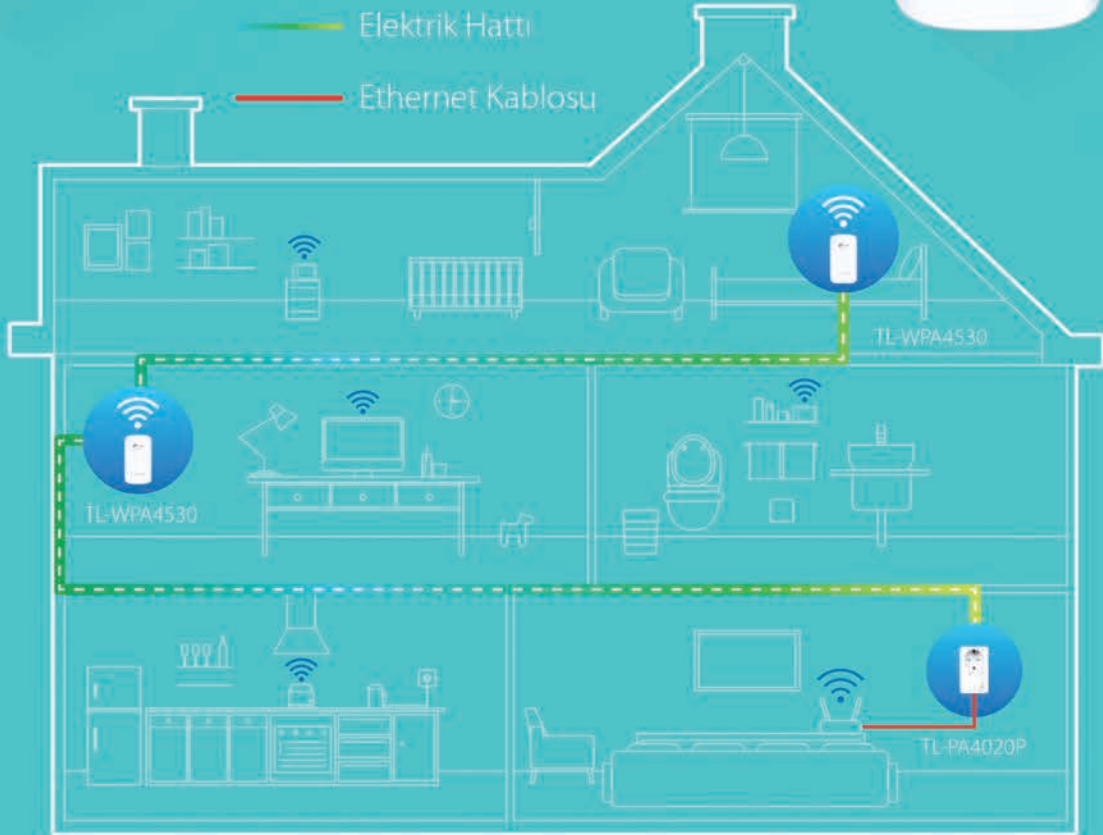 Elektrik Hattı
Ethernet Kablosu
TL-WPA4530
TL-WPA4530
TL-PA4020P